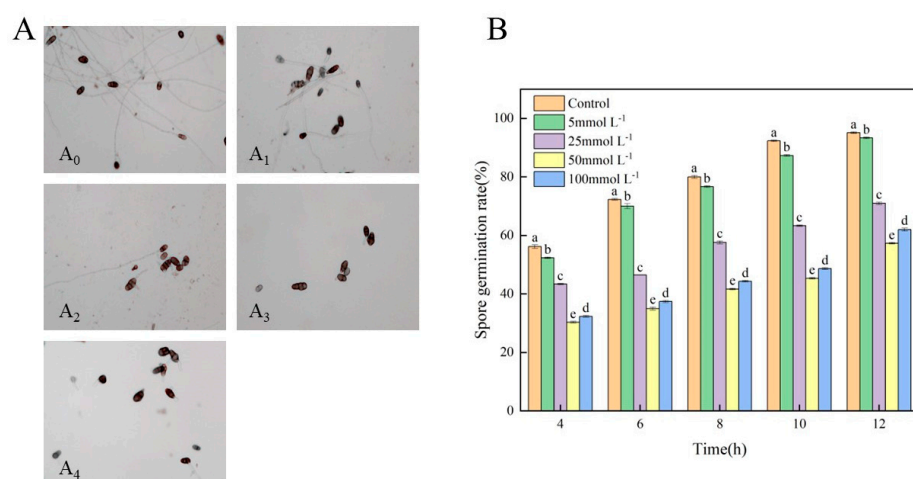 A
A0
A1
A2
A3
A4
B
Control
5mmol L-1
25mmol L-1
50mmol L-1
100mmol L-1
Spore germination rate(%)
100
80
60
40
20
0
a b c e d
a b c e d
a b c e d
a b c e d
a b c e d
4 6 8 10 12
Time(h)